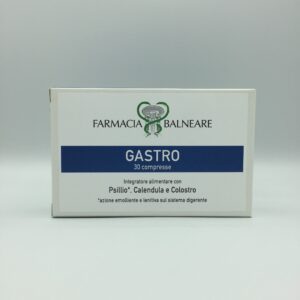 FARMACIA BALNEARE
GASTRO
30 compresse
Integratore alimentare con
Psillio*, Calendula e Colostro
*azione emolliente e lenitiva sul sistema digerente